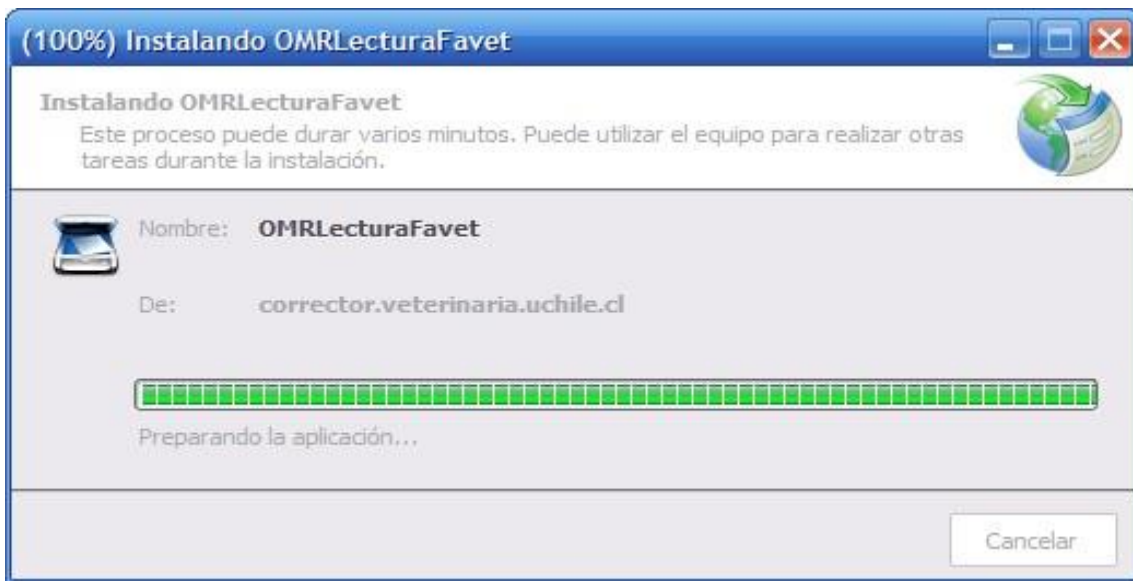 (100%) Instalando OMRLecturaFavet
Instalando OMRLecturaFavet
Este proceso puede durar varios minutos. Puede utilizar el equipo para realizar otras
tareas durante la instalación.
Nombre: OMRLecturaFavet
De: corrector.veterinaria.uchile.cl
Preparando la aplicación...
Cancelar